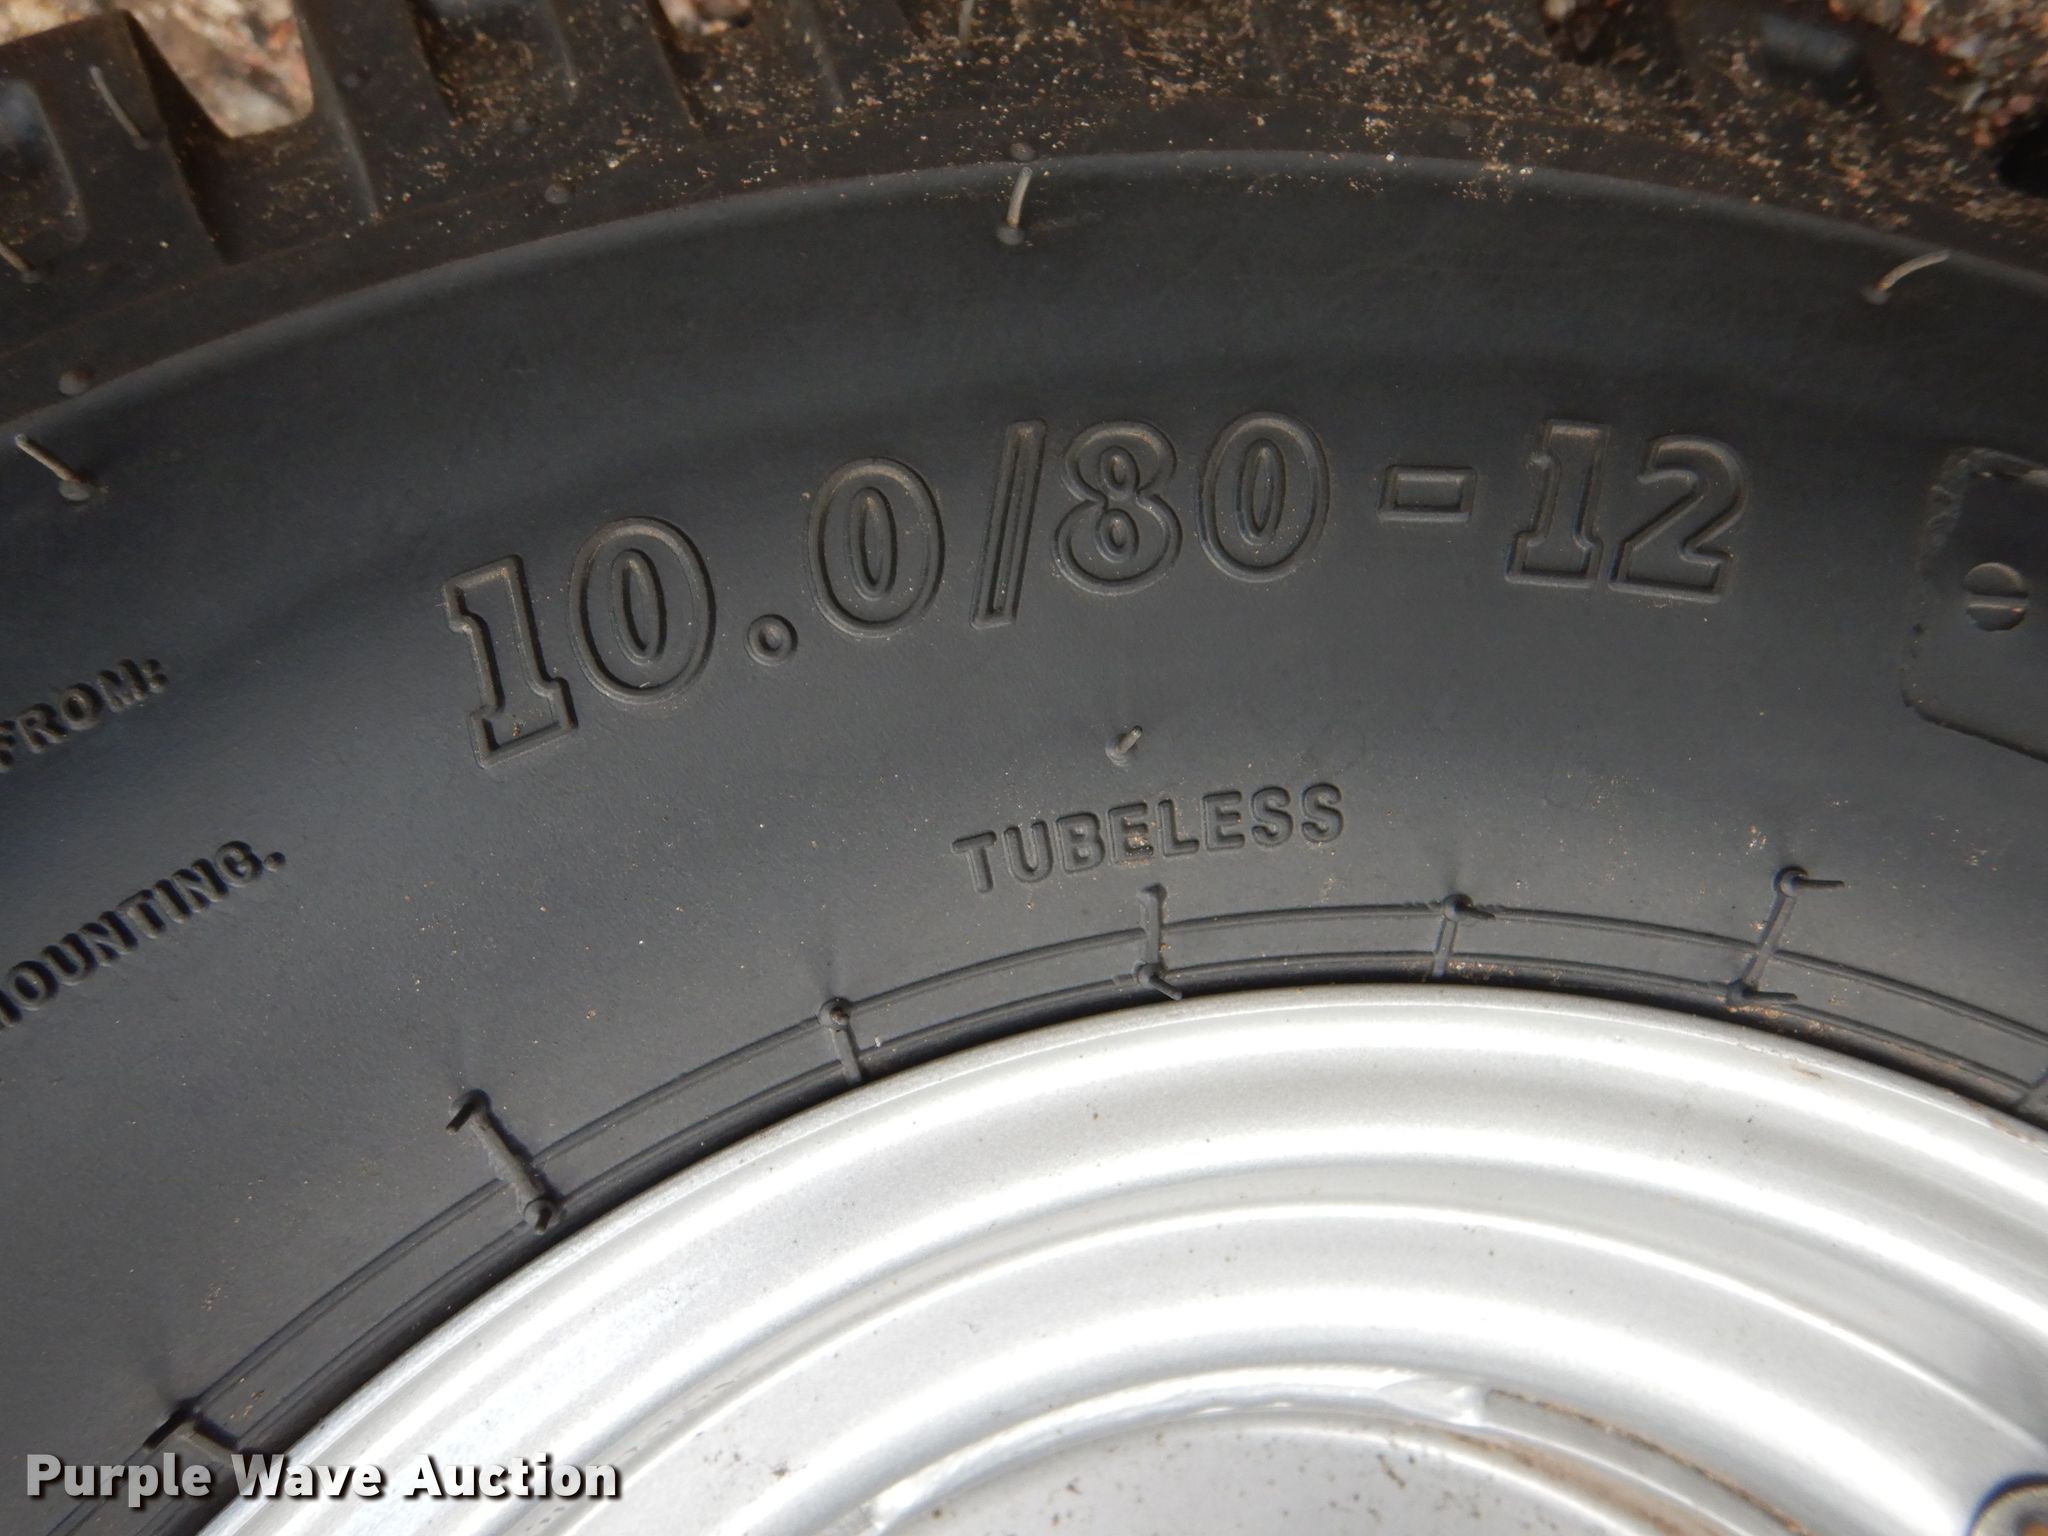 10.0/80-12
FROM:
TUBELESS
MOUNTING.
Purple Wave Auction